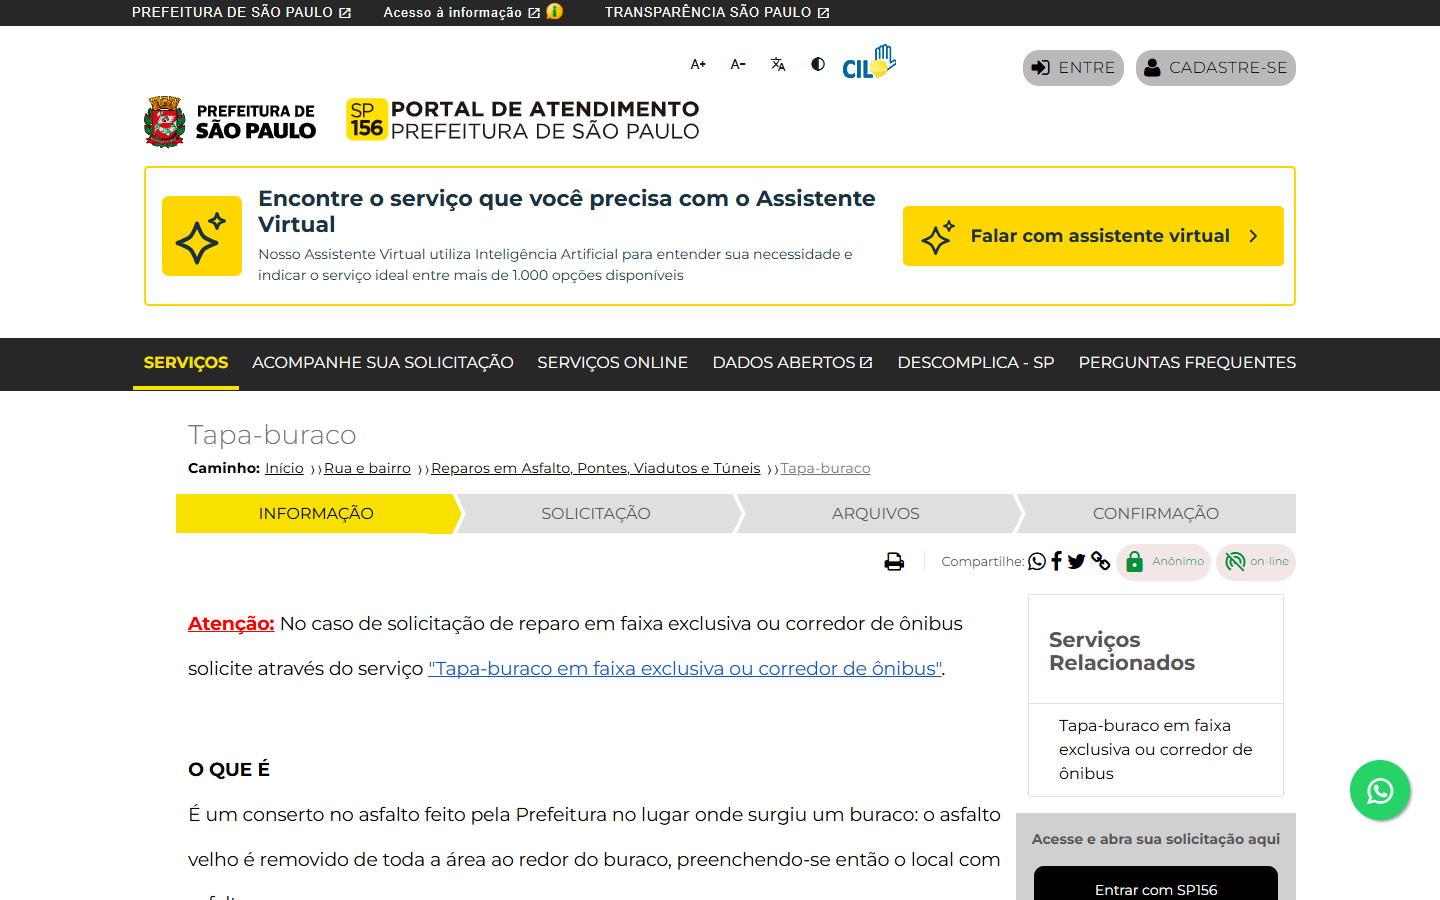 PREFEITURA DE SÃO PAULO Acesso à informação TRANSPARÊNCIA SÃO PAULO
A+ A- CIL ENTRE CADASTRE-SE
PREFEITURA DE
SÃO PAULO
SP
156
PORTAL DE ATENDIMENTO
PREFEITURA DE SÃO PAULO
Encontre o serviço que você precisa com o Assistente
Virtual
Nosso Assistente Virtual utiliza Inteligência Artificial para entender sua necessidade e
indicar o serviço ideal entre mais de 1.000 opções disponíveis
Falar com assistente virtual
SERVIÇOS ACOMPANHE SUA SOLICITAÇÃO SERVIÇOS ONLINE DADOS ABERTOS DESCOMPLICA - SP PERGUNTAS FREQUENTES
Tapa-buraco
Caminho: Início Rua e bairro Reparos em Asfalto, Pontes, Viadutos e Túneis Tapa-buraco
INFORMAÇÃO SOLICITAÇÃO ARQUIVOS CONFIRMAÇÃO
Compartilhe: Anônimo on-line
Atenção: No caso de solicitação de reparo em faixa exclusiva ou corredor de ônibus
solicite através do serviço "Tapa-buraco em faixa exclusiva ou corredor de ônibus".
O QUE É
É um conserto no asfalto feito pela Prefeitura no lugar onde surgiu um buraco: o asfalto
velho é removido de toda a área ao redor do buraco, preenchendo-se então o local com
Serviços
Relacionados
Tapa-buraco em faixa
exclusiva ou corredor de
ônibus
Acesse e abra sua solicitação aqui
Entrar com SP156